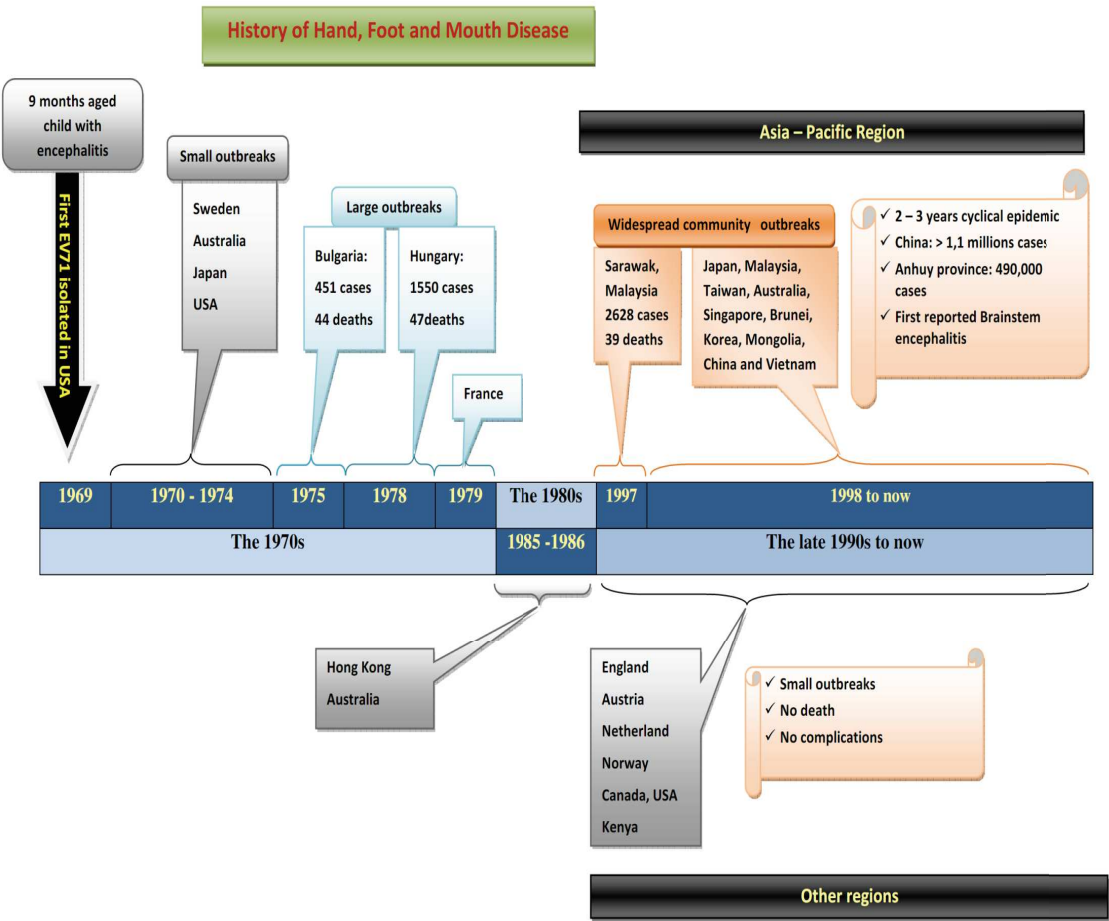 History of Hand, Foot and Mouth Disease
9 months aged
child with
encephalitis
First EV71 isolated in USA
Small outbreaks
Sweden
Australia
Japan
USA
Large outbreaks
Bulgaria:
451 cases
44 deaths
Hungary:
1550 cases
47deaths
France
Asia – Pacific Region
Widespread community outbreaks
Sarawak,
Malaysia
2628 cases
39 deaths
Japan, Malaysia,
Taiwan, Australia,
Singapore, Brunei,
Korea, Mongolia,
China and Vietnam
✓ 2 – 3 years cyclical epidemic
✓ China: > 1,1 millions cases
✓ Anhuy province: 490,000
cases
✓ First reported Brainstem
encephalitis
1969 1970 - 1974 1975 1978 1979 The 1980s 1997 1998 to now
The 1970s 1985 -1986 The late 1990s to now
Hong Kong
Australia
England
Austria
Netherland
Norway
Canada, USA
Kenya
✓ Small outbreaks
✓ No death
✓ No complications
Other regions